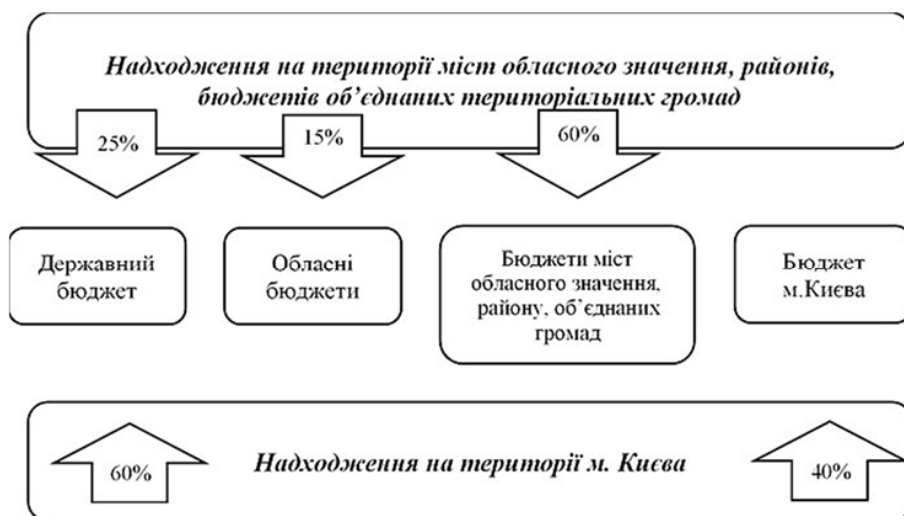 Надходження на території міст обласного значення, районів,
бюджетів об’єднаних територіальних громад
25%
15%
60%
Державний
бюджет
Обласні
бюджети
Бюджети міст
обласного значення,
району, об’єднаних
громад
Бюджет
м.Києва
60%
Надходження на території м. Києва
40%